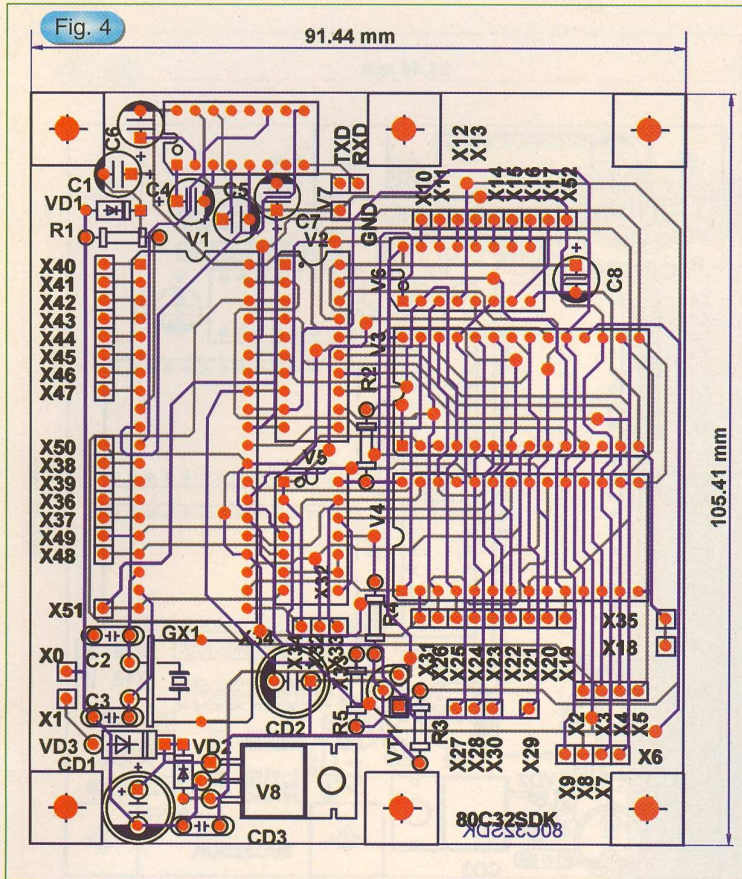 Fig. 4
91.44 mm
105.41 mm
C6
C1
C4
C5
C7
VD1
R1
V1
V2
TXD
RXD
V7
GND
X10
X11
X12
X13
X14
X15
X16
X17
X52
V6
C8
V3
X40
X41
X42
X43
X44
X45
X46
X47
R2
X50
X38
X39
X36
X37
X49
X48
V5
V4
X32
X51
R4
GX1
X34
X32
X33
X31
X26
X25
X24
X23
X22
X21
X20
X19
X35
X18
X0
C2
C3
X1
CD2
R5
VT1
R3
X27
X28
X30
X29
X2
X3
X4
X5
X9
X8
X7
X6
VD3
VD2
CD1
V8
CD3
80C32SDK
80C32SDK